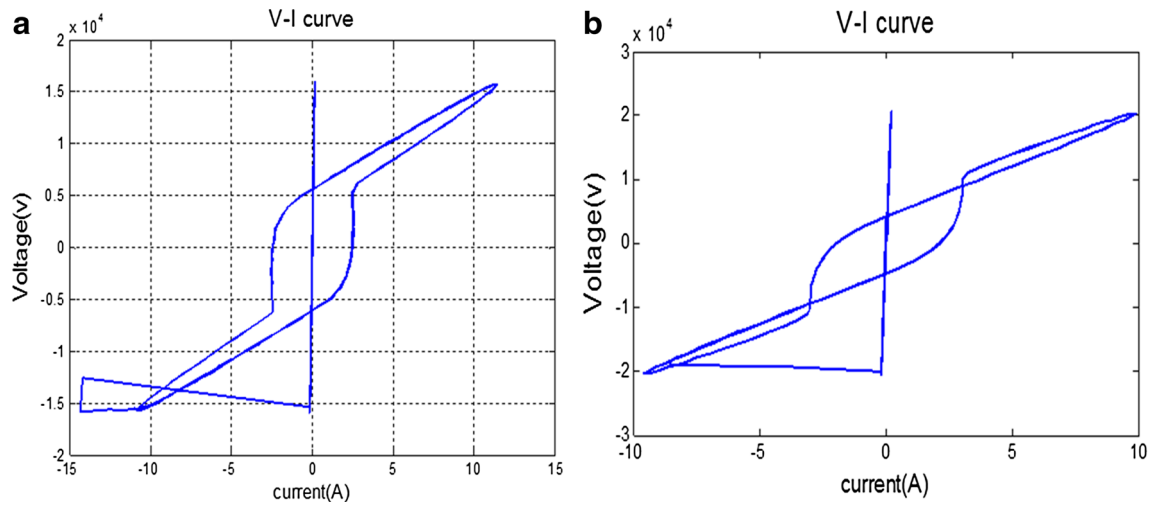 a
V-I curve
x 10^4
2
1.5
1
0.5
0
-0.5
-1
-1.5
-2
-15 -10 -5 0 5 10 15
Voltage(v)
current(A)
b
V-I curve
x 10^4
3
2
1
0
-1
-2
-3
-10 -5 0 5 10
Voltage(v)
current(A)